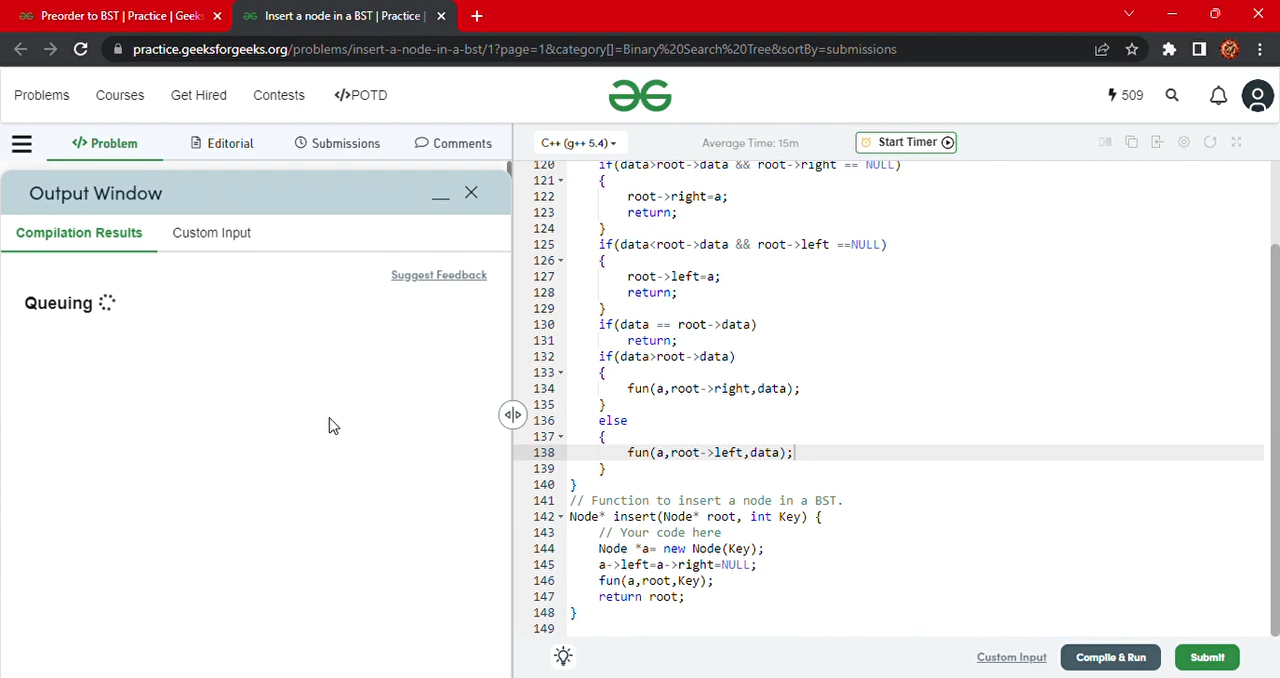 Preorder to BST | Practice | Geeks
Insert a node in a BST | Practice |
practice.geeksforgeeks.org/problems/insert-a-node-in-a-bst/1?page=1&category[]=Binary%20Search%20Tree&sortBy=submissions
Problems Courses Get Hired Contests </>POTD 509
</> Problem Editorial Submissions Comments
C++ (g++ 5.4) Average Time: 15m Start Timer
Output Window
Compilation Results Custom Input
Suggest Feedback
Queuing
120 if(data>root->data && root->right == NULL)
121 {
122 root->right=a;
123 return;
124 }
125 if(data<root->data && root->left ==NULL)
126 {
127 root->left=a;
128 return;
129 }
130 if(data == root->data)
131 return;
132 if(data>root->data)
133 {
134 fun(a,root->right,data);
135 }
136 else
137 {
138 fun(a,root->left,data);
139 }
140 }
141 // Function to insert a node in a BST.
142 Node* insert(Node* root, int Key) {
143 // Your code here
144 Node *a= new Node(Key);
145 a->left=a->right=NULL;
146 fun(a,root,Key);
147 return root;
148 }
149
Custom Input Compile & Run Submit